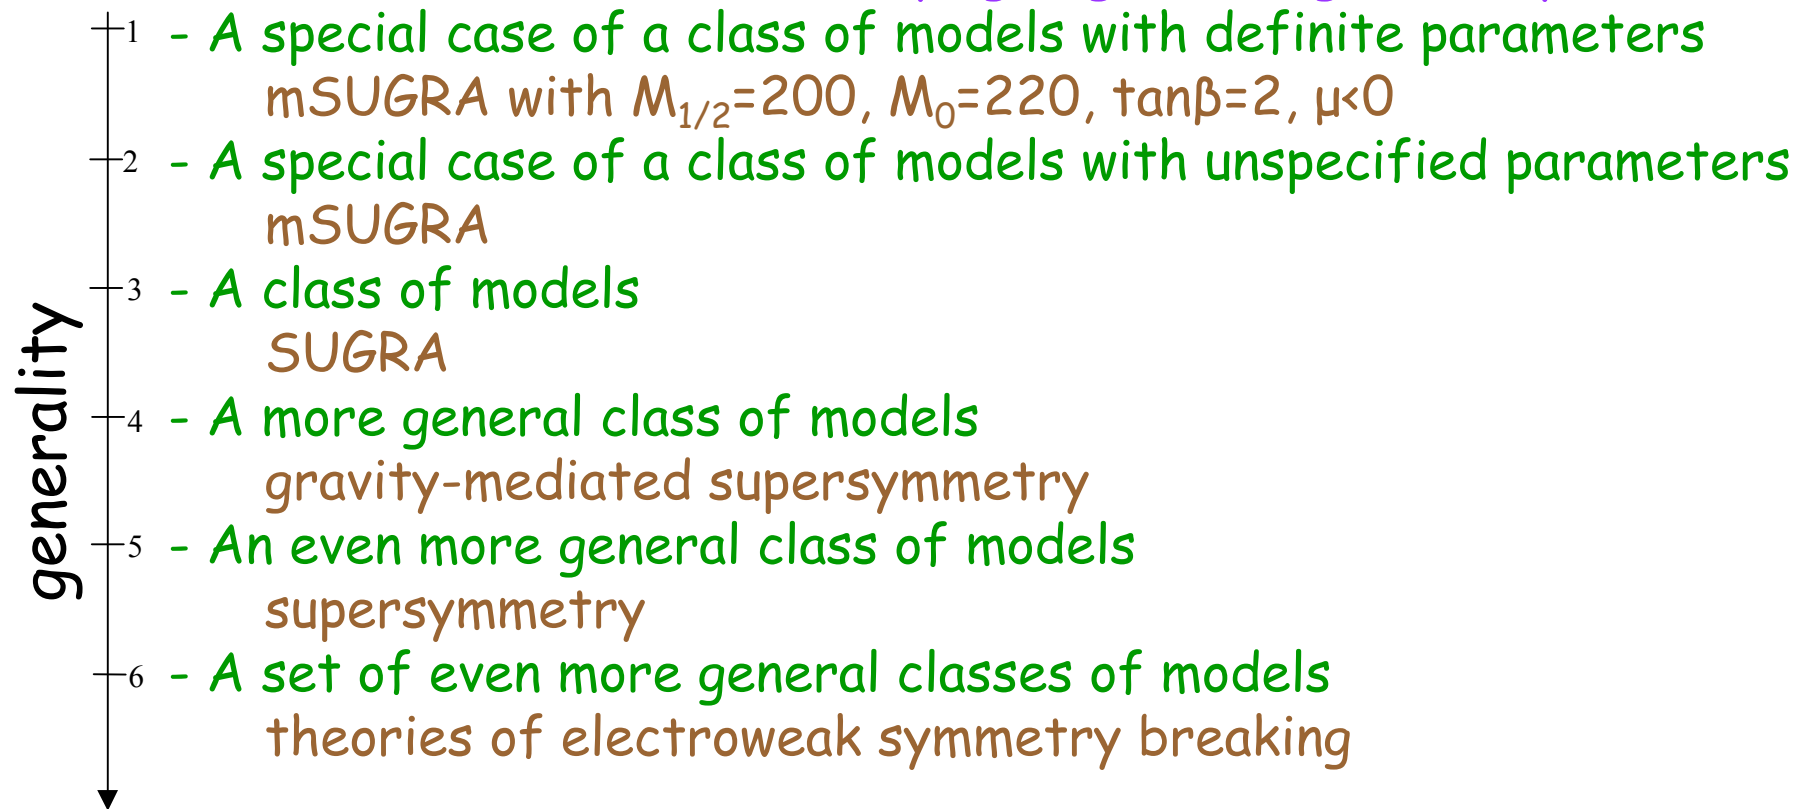 1 - A special case of a class of models with definite parameters
mSUGRA with M1/2=200, M0=220, tanβ=2, μ<0
2 - A special case of a class of models with unspecified parameters
mSUGRA
3 - A class of models
SUGRA
generality
4 - A more general class of models
gravity-mediated supersymmetry
5 - An even more general class of models
supersymmetry
6 - A set of even more general classes of models
theories of electroweak symmetry breaking